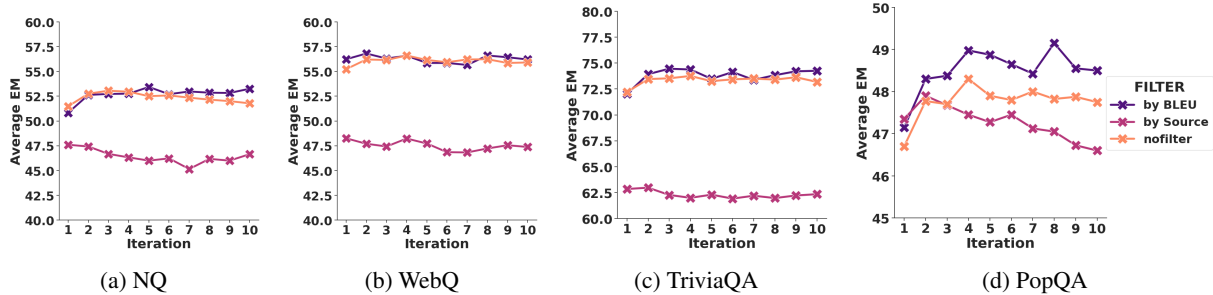 60.0
57.5
55.0
52.5
50.0
47.5
45.0
42.5
40.0
Average EM
1 2 3 4 5 6 7 8 9 10
Iteration
(a) NQ
60.0
57.5
55.0
52.5
50.0
47.5
45.0
42.5
40.0
Average EM
1 2 3 4 5 6 7 8 9 10
Iteration
(b) WebQ
80.0
77.5
75.0
72.5
70.0
67.5
65.0
62.5
60.0
Average EM
1 2 3 4 5 6 7 8 9 10
Iteration
(c) TriviaQA
50
49
48
47
46
45
Average EM
1 2 3 4 5 6 7 8 9 10
Iteration
(d) PopQA
FILTER
by BLEU
by Source
nofilter